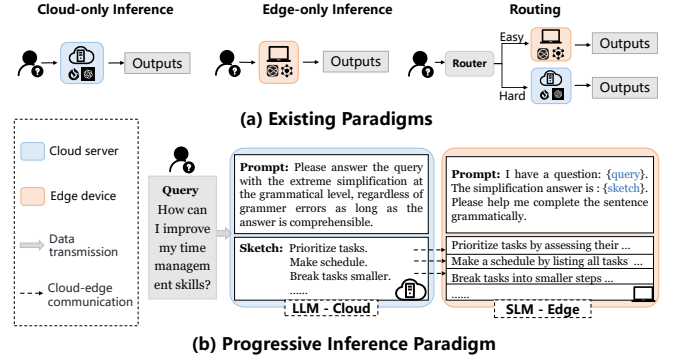 Cloud-only Inference
Edge-only Inference
Routing
Outputs
Outputs
Router
Easy
Hard
Outputs
Outputs
(a) Existing Paradigms
Cloud server
Edge device
Data
transmission
Cloud-edge
communication
Query
How can
I improve
my time
managem
ent skills?
Prompt: Please answer the query
with the extreme simplification at
the grammatical level, regardless of
grammer errors as long as the
answer is comprehensible.
Sketch: Prioritize tasks.
Make schedule.
Break tasks smaller.
......
LLM - Cloud
Prompt: I have a question: {query}.
The simplification answer is : {sketch}.
Please help me complete the sentence
grammatically.
Prioritize tasks by assessing their ...
Make a schedule by listing all tasks ...
Break tasks into smaller steps ...
......
SLM - Edge
(b) Progressive Inference Paradigm